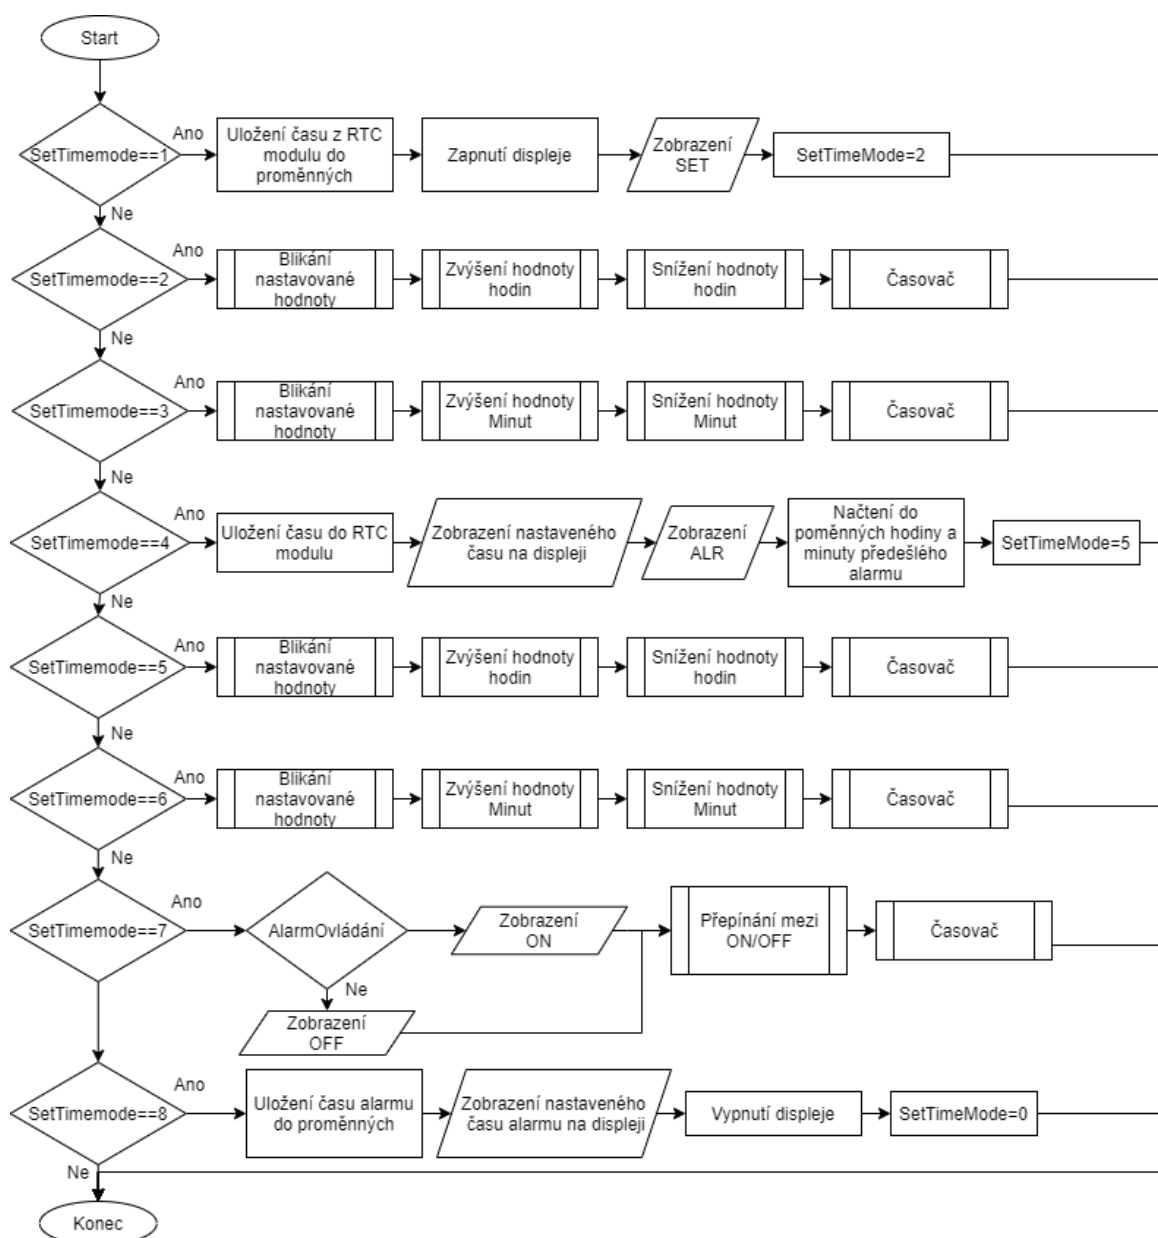 Start
SetTimemode==1
Ano
Uložení času z RTC
modulu do
proměnných
Zapnutí displeje
Zobrazení
SET
SetTimeMode=2
Ne
SetTimemode==2
Ano
Blikání
nastavované
hodnoty
Zvýšení hodnoty
hodin
Snížení hodnoty
hodin
Časovač
Ne
SetTimemode==3
Ano
Blikání
nastavované
hodnoty
Zvýšení hodnoty
Minut
Snížení hodnoty
Minut
Časovač
Ne
SetTimemode==4
Ano
Uložení času do RTC
modulu
Zobrazení nastaveného
času na displeji
Zobrazení
ALR
Načtení do
poměnných hodiny a
minuty předešlého
alarmu
SetTimeMode=5
Ne
SetTimemode==5
Ano
Blikání
nastavované
hodnoty
Zvýšení hodnoty
hodin
Snížení hodnoty
hodin
Časovač
Ne
SetTimemode==6
Ano
Blikání
nastavované
hodnoty
Zvýšení hodnoty
Minut
Snížení hodnoty
Minut
Časovač
Ne
SetTimemode==7
Ano
AlarmOvládání
Zobrazení
ON
Přepínání mezi
ON/OFF
Časovač
Ne
Zobrazení
OFF
SetTimemode==8
Ano
Uložení času alarmu
do proměnných
Zobrazení nastaveného
času alarmu na displeji
Vypnutí displeje
SetTimeMode=0
Ne
Konec